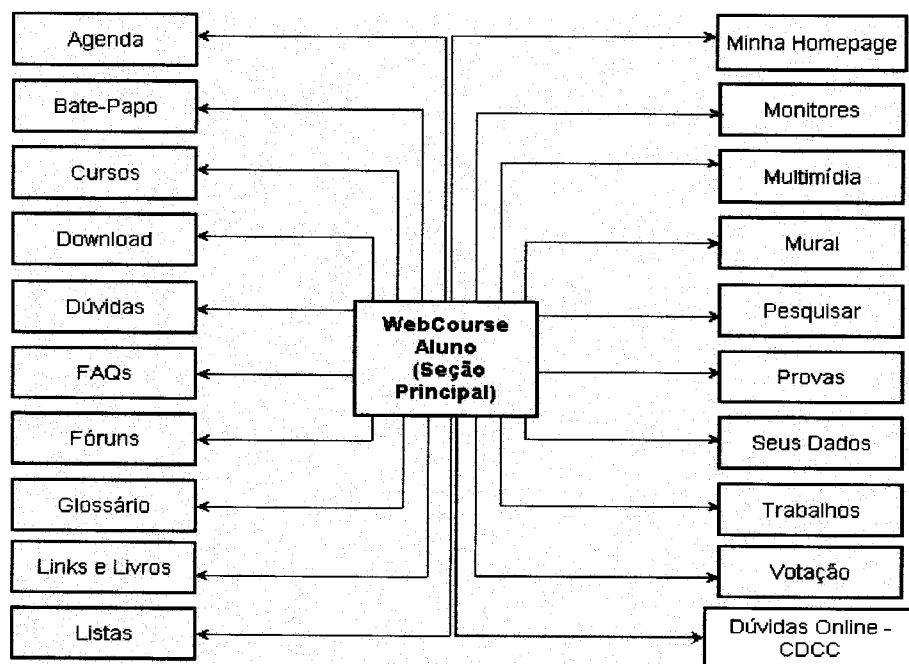 Agenda
Bate-Papo
Cursos
Download
Dúvidas
FAQs
Fóruns
Glossário
Links e Livros
Listas
WebCourse
Aluno
(Seção
Principal)
Minha Homepage
Monitores
Multimídia
Mural
Pesquisar
Provas
Seus Dados
Trabalhos
Votação
Dúvidas Online -
CDCC